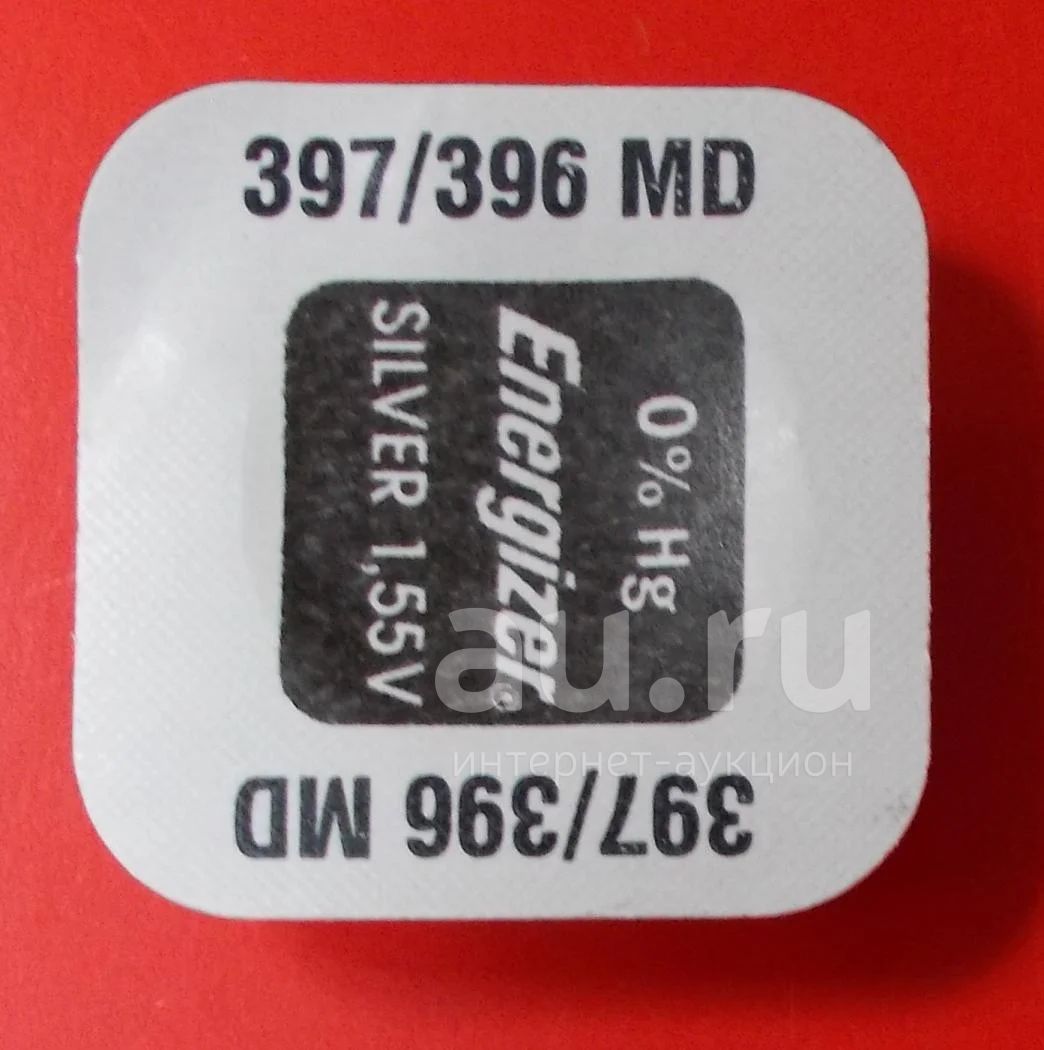 397/396 MD
0% Hg
Energizer®
SILVER 1,55V
397/396 MD
au.ru
интернет-аукцион